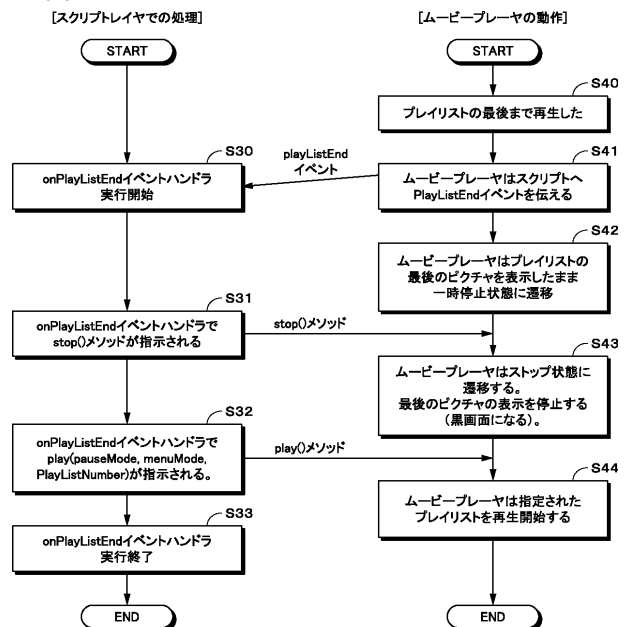 [スクリプトレイヤでの処理]
START
S30
onPlayListEndイベントハンドラ
実行開始
S31
onPlayListEndイベントハンドラで
stop()メソッドが指示される
S32
onPlayListEndイベントハンドラで
play(pauseMode, menuMode,
PlayListNumber)が指示される。
S33
onPlayListEndイベントハンドラ
実行終了
END
playListEnd
イベント
stop()メソッド
play()メソッド
[ムービープレーヤの動作]
START
S40
プレイリストの最後まで再生した
S41
ムービープレーヤはスクリプトへ
PlayListEndイベントを伝える
S42
ムービープレーヤはプレイリストの
最後のピクチャを表示したまま
一時停止状態に遷移
S43
ムービープレーヤはストップ状態に
遷移する。
最後のピクチャの表示を停止する
(黒画面になる)。
S44
ムービープレーヤは指定された
プレイリストを再生開始する
END